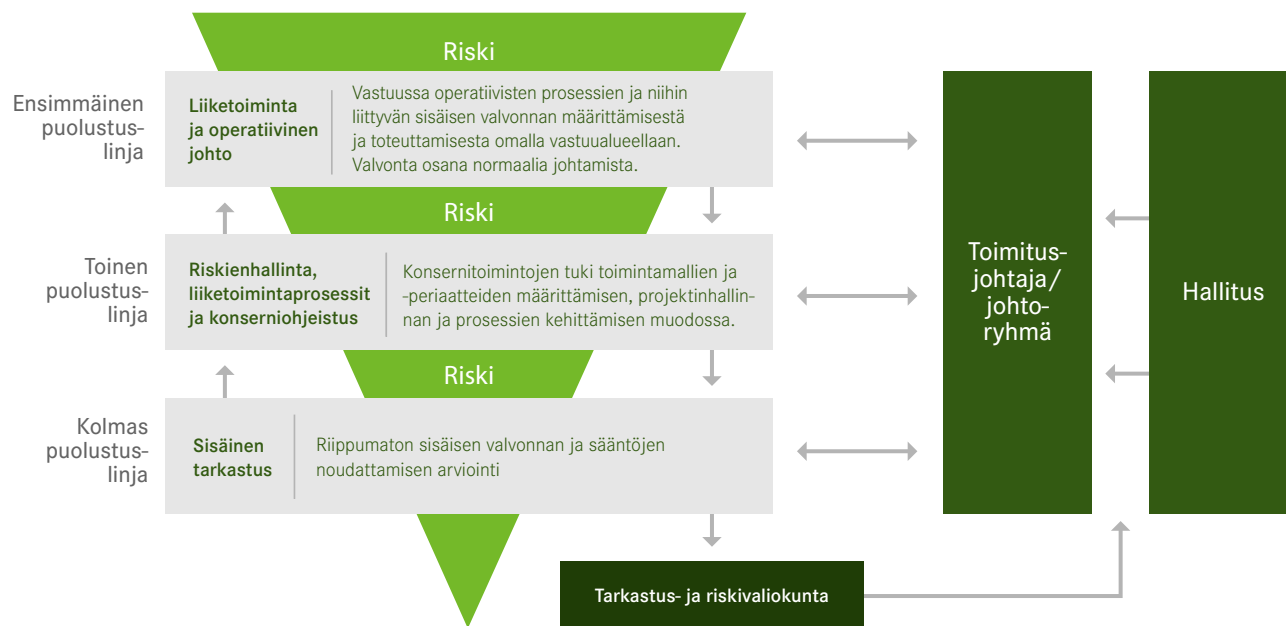 Riski
Ensimmäinen
puolustus-
linja
Liiketoiminta
ja operatiivinen
johto
Vastuussa operatiivisten prosessien ja niihin
liittyvän sisäisen valvonnan määrittämisestä
ja toteuttamisesta omalla vastuualueellaan.
Valvonta osana normaalia johtamista.
Riski
Toinen
puolustus-
linja
Riskienhallinta,
liiketoimintaprosessit
ja konserniohjeistus
Konsernitoimintojen tuki toimintamallien ja
-periaatteiden määrittämisen, projektinhallin-
nan ja prosessien kehittämisen muodossa.
Riski
Kolmas
puolustus-
linja
Sisäinen
tarkastus
Riippumaton sisäisen valvonnan ja sääntöjen
noudattamisen arviointi
Toimitus-
johtaja/
johto-
ryhmä
Hallitus
Tarkastus- ja riskivaliokunta